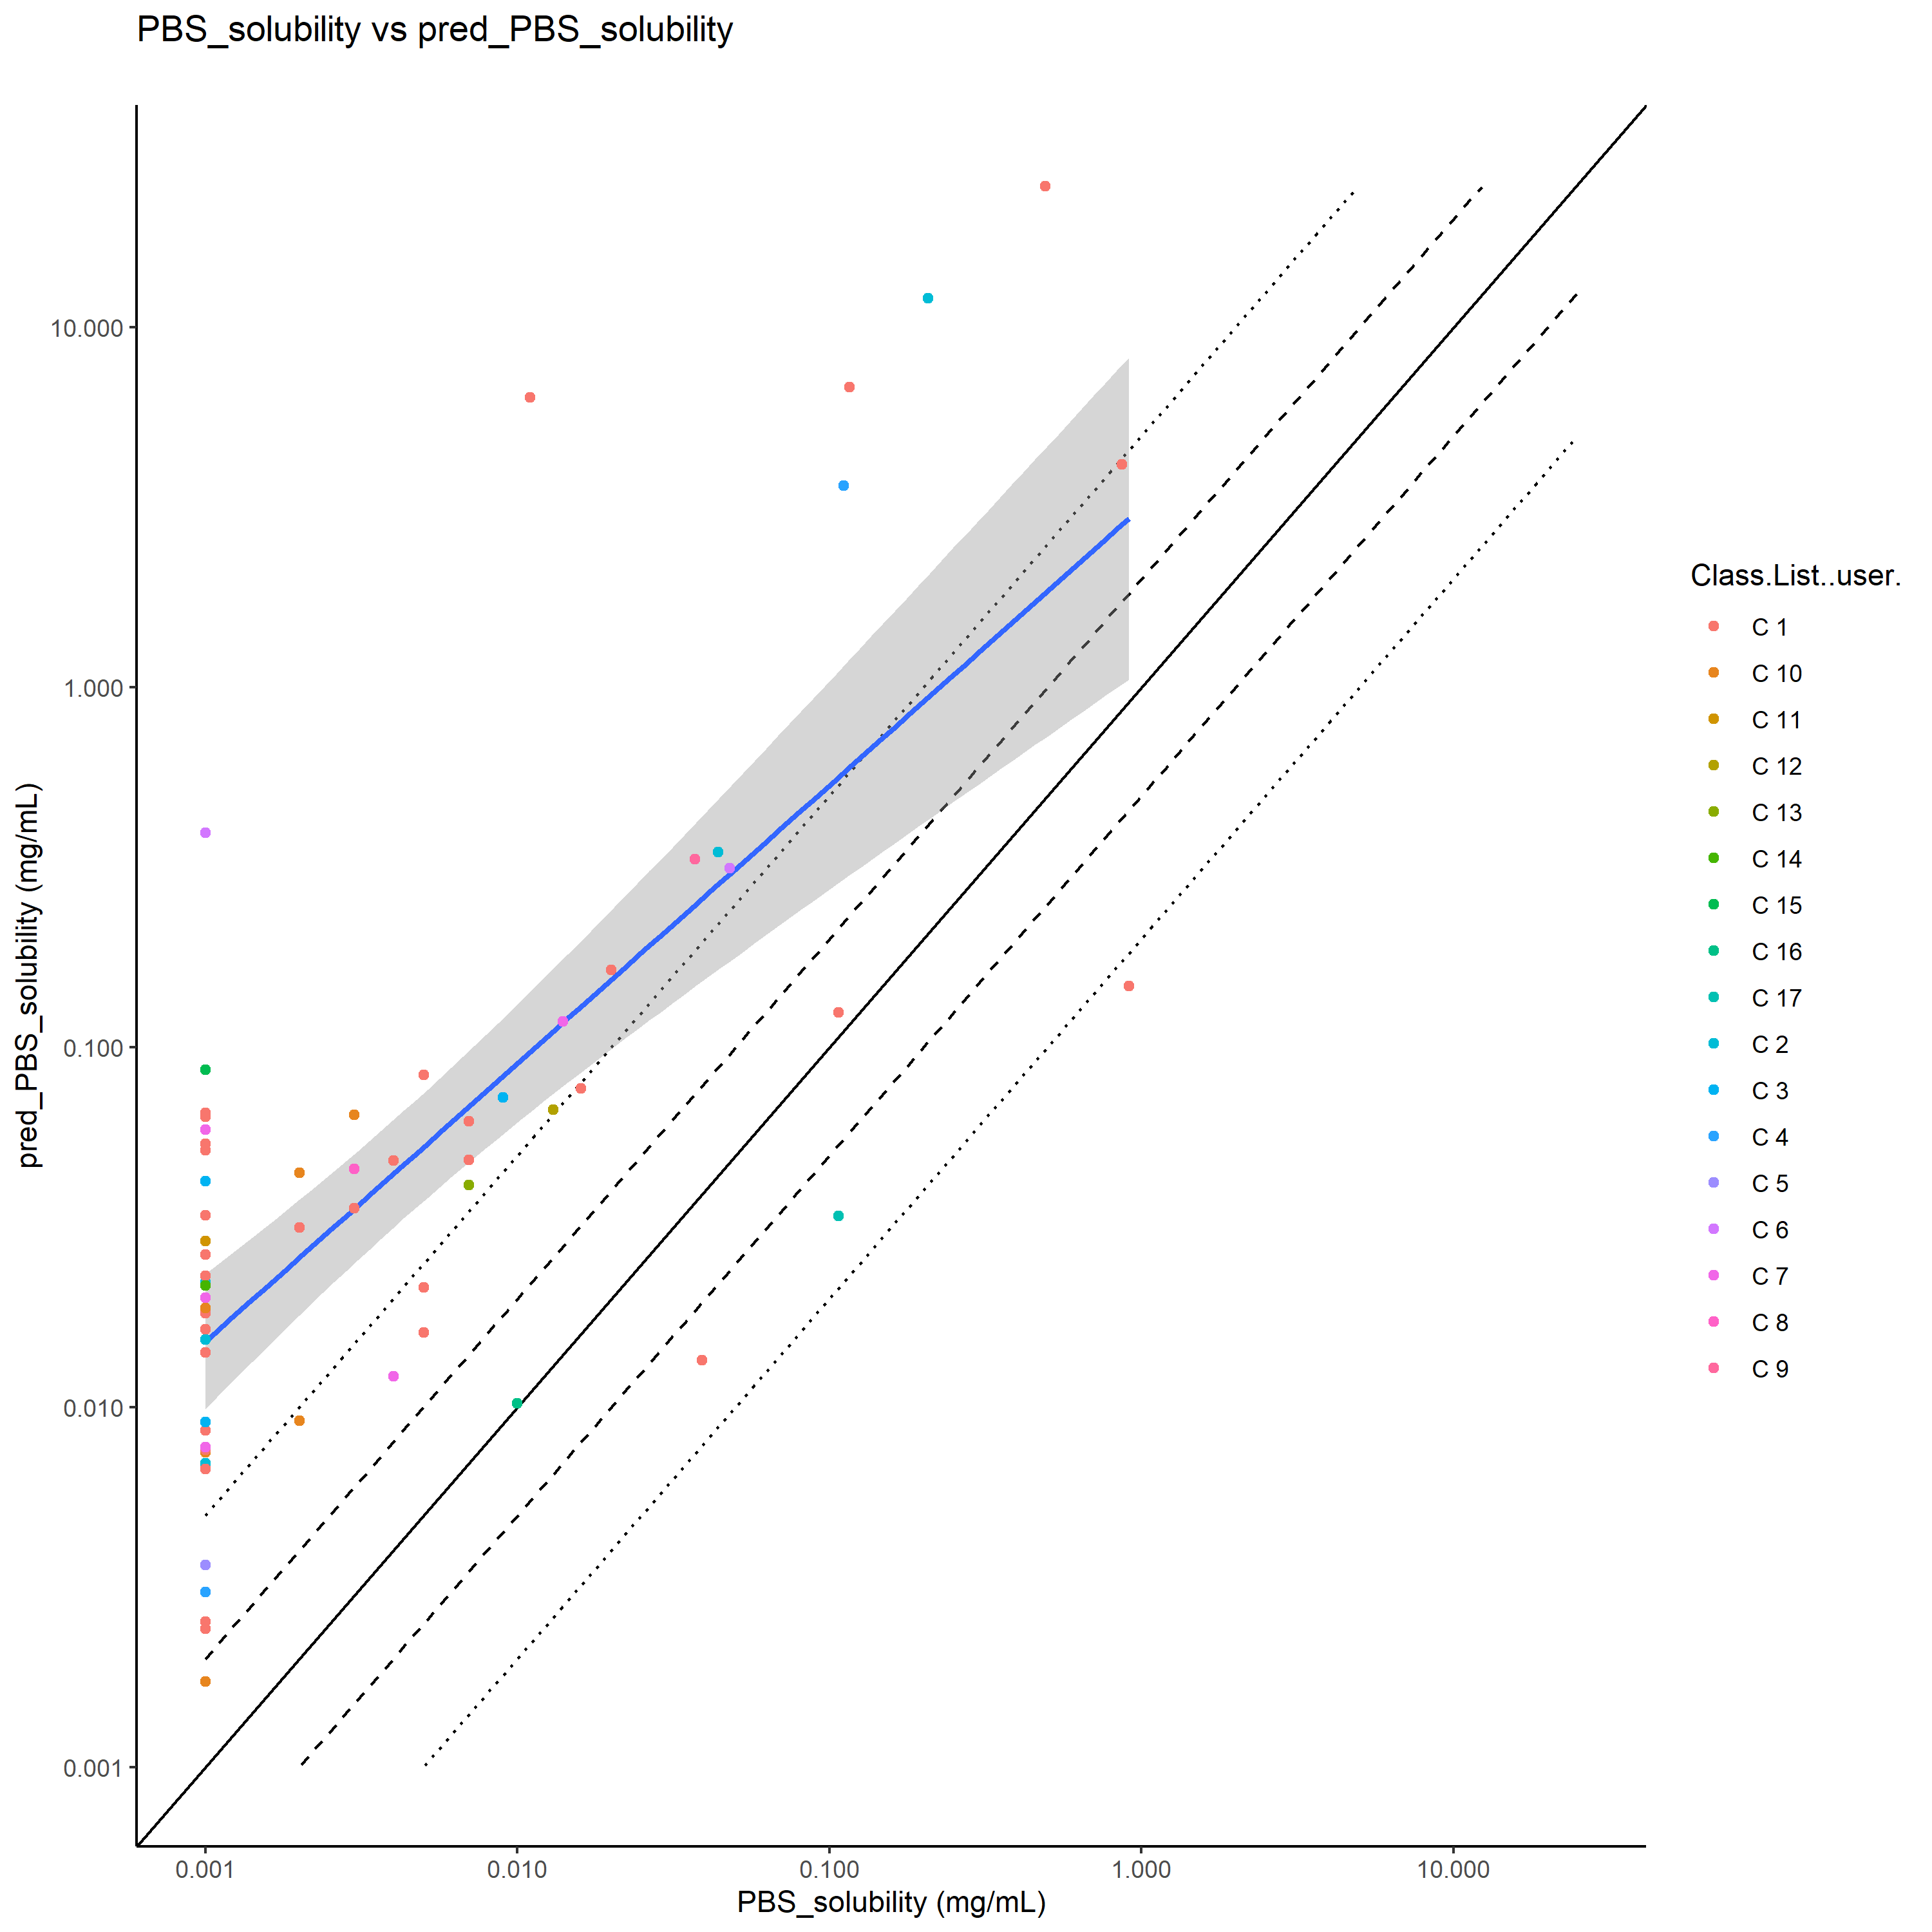 PBS_solubility vs pred_PBS_solubility
pred_PBS_solubility (mg/mL)
10.000
1.000
0.100
0.010
0.001
0.001
0.010
0.100
1.000
10.000
PBS_solubility (mg/mL)
Class.List..user.
C 1
C 10
C 11
C 12
C 13
C 14
C 15
C 16
C 17
C 2
C 3
C 4
C 5
C 6
C 7
C 8
C 9